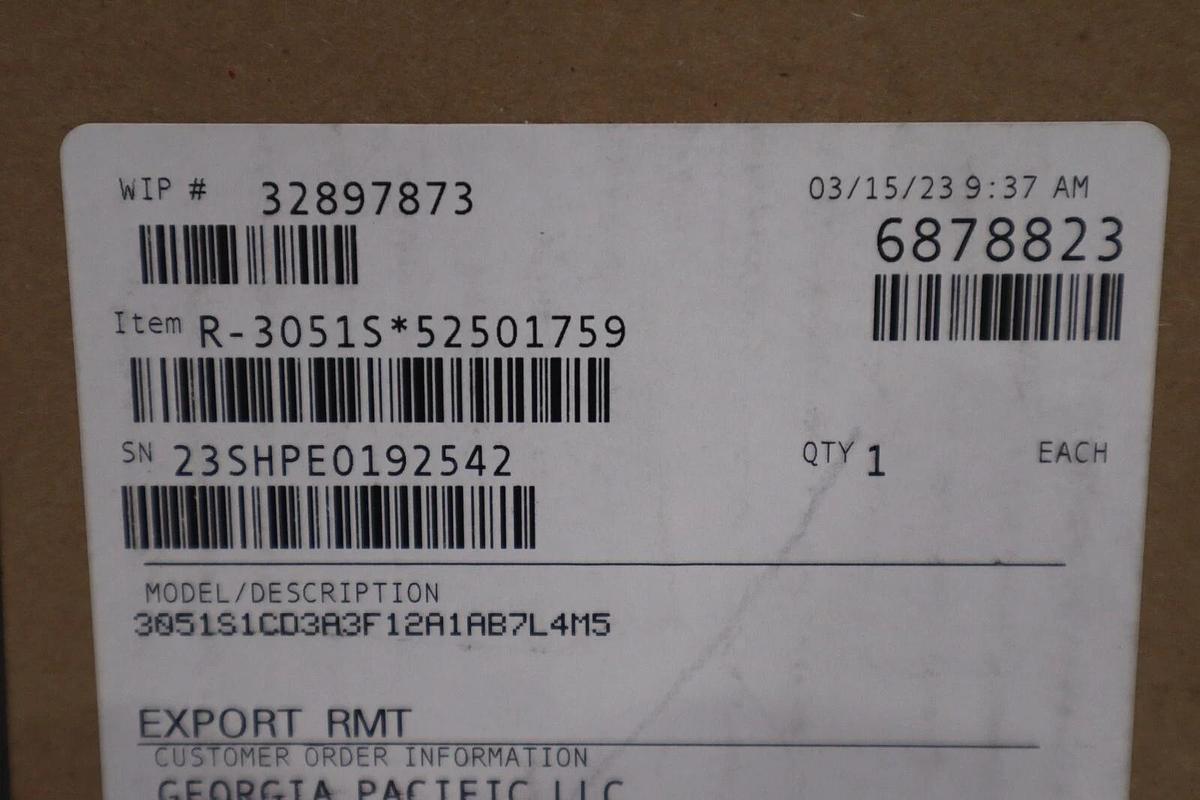 WIP # 32897873
03/15/23 9:37 AM
6878823
Item R-3051S*52501759
SN 23SHPE0192542
QTY 1 EACH
MODEL/DESCRIPTION
3051S1CD3A3F12A1AB7L4M5
EXPORT RMT
CUSTOMER ORDER INFORMATION
GEORGIA PACIFIC LLC